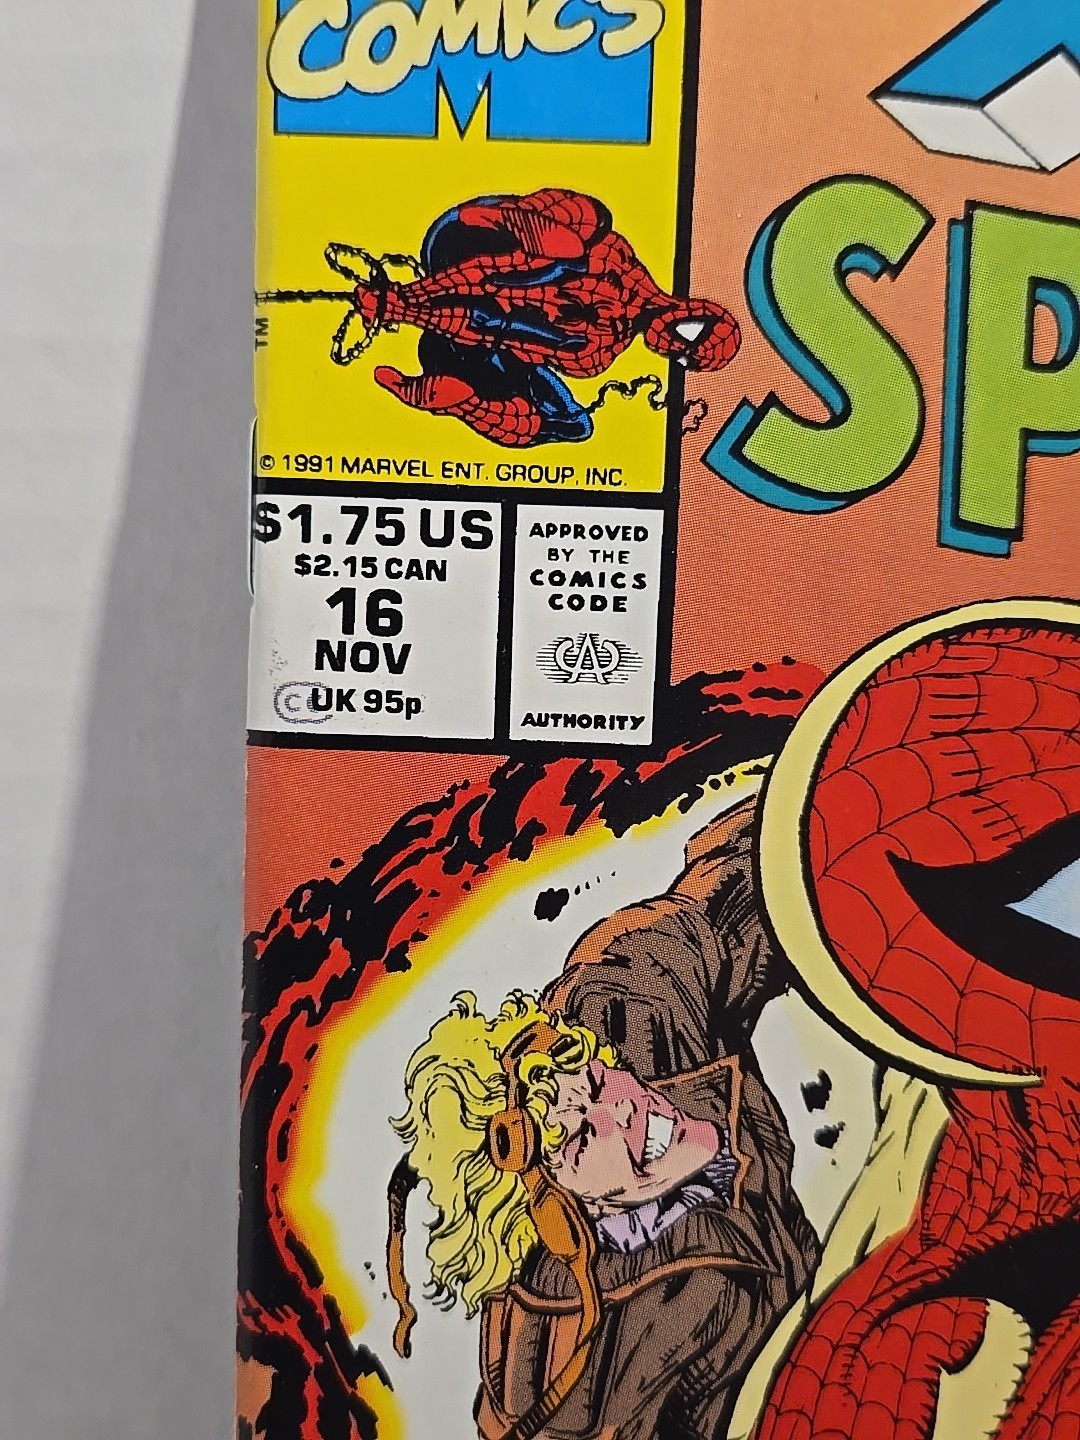 COMICS
M
SP
TM
© 1991 MARVEL ENT. GROUP, INC.
$1.75 US
$2.15 CAN
16
NOV
UK 95p
APPROVED
BY THE
COMICS
CODE
CA
AUTHORITY